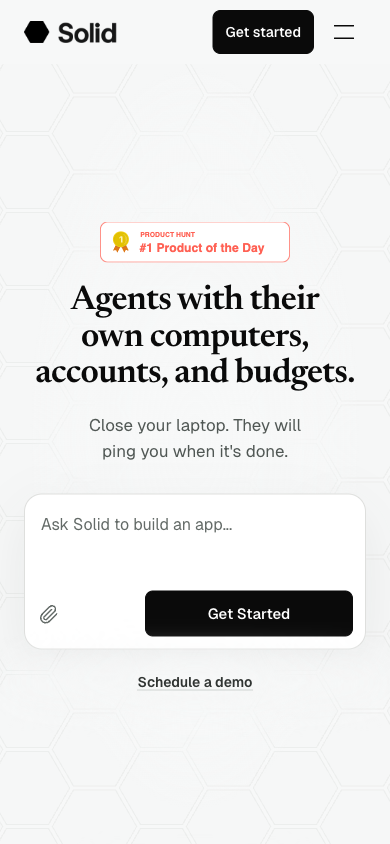 Solid
Get started
PRODUCT HUNT
#1 Product of the Day
1
Agents with their
own computers,
accounts, and budgets.
Close your laptop. They will
ping you when it's done.
Ask Solid to build an app...
Get Started
Schedule a demo